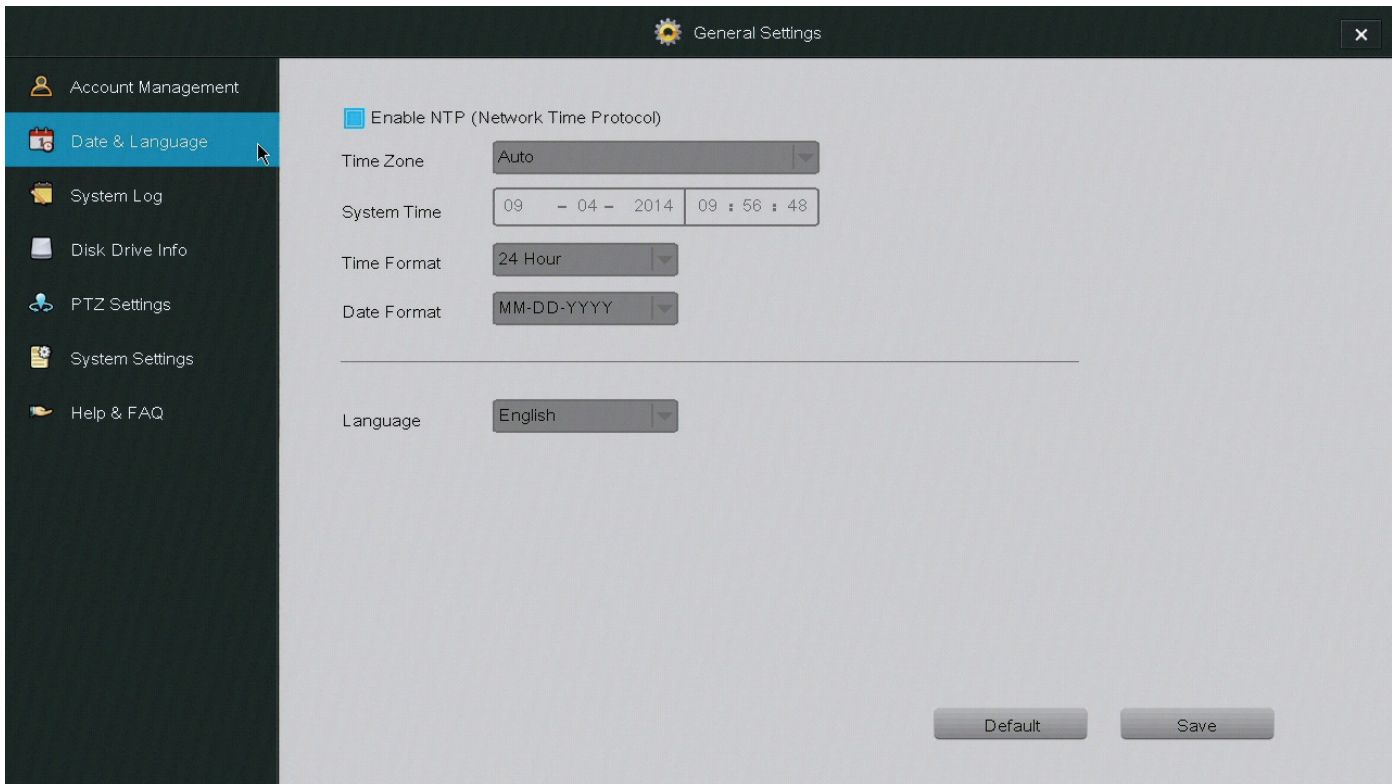 General Settings
Account Management
Date & Language
System Log
Disk Drive Info
PTZ Settings
System Settings
Help & FAQ
Enable NTP (Network Time Protocol)
Time Zone Auto
System Time 09 - 04 - 2014 09 : 56 : 48
Time Format 24 Hour
Date Format MM-DD-YYYY
Language English
Default Save